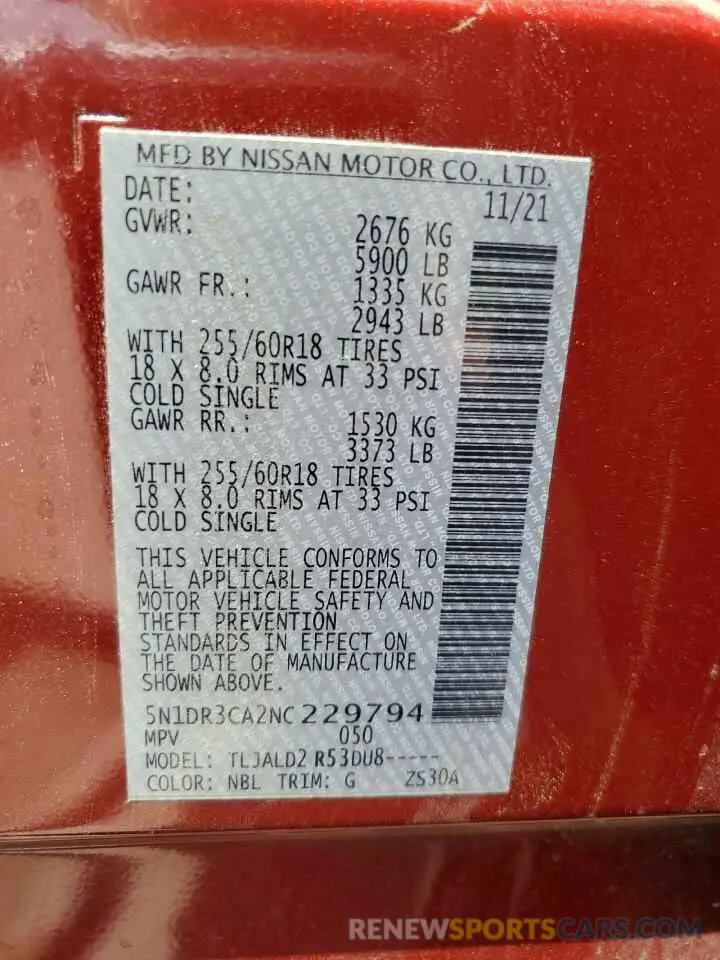 MFD BY NISSAN MOTOR CO., LTD.
DATE: 11/21
GVWR: 2676 KG
5900 LB
GAWR FR.: 1335 KG
2943 LB
WITH 255/60R18 TIRES
18 X 8.0 RIMS AT 33 PSI
COLD SINGLE
GAWR RR.: 1530 KG
3373 LB
WITH 255/60R18 TIRES
18 X 8.0 RIMS AT 33 PSI
COLD SINGLE
THIS VEHICLE CONFORMS TO
ALL APPLICABLE FEDERAL
MOTOR VEHICLE SAFETY AND
THEFT PREVENTION
STANDARDS IN EFFECT ON
THE DATE OF MANUFACTURE
SHOWN ABOVE.
5N1DR3CA2NC229794
MPV 050
MODEL: TLJALD2 R53DU8-----
COLOR: NBL TRIM: G ZS30A
RENEWSPORTSCARS.COM